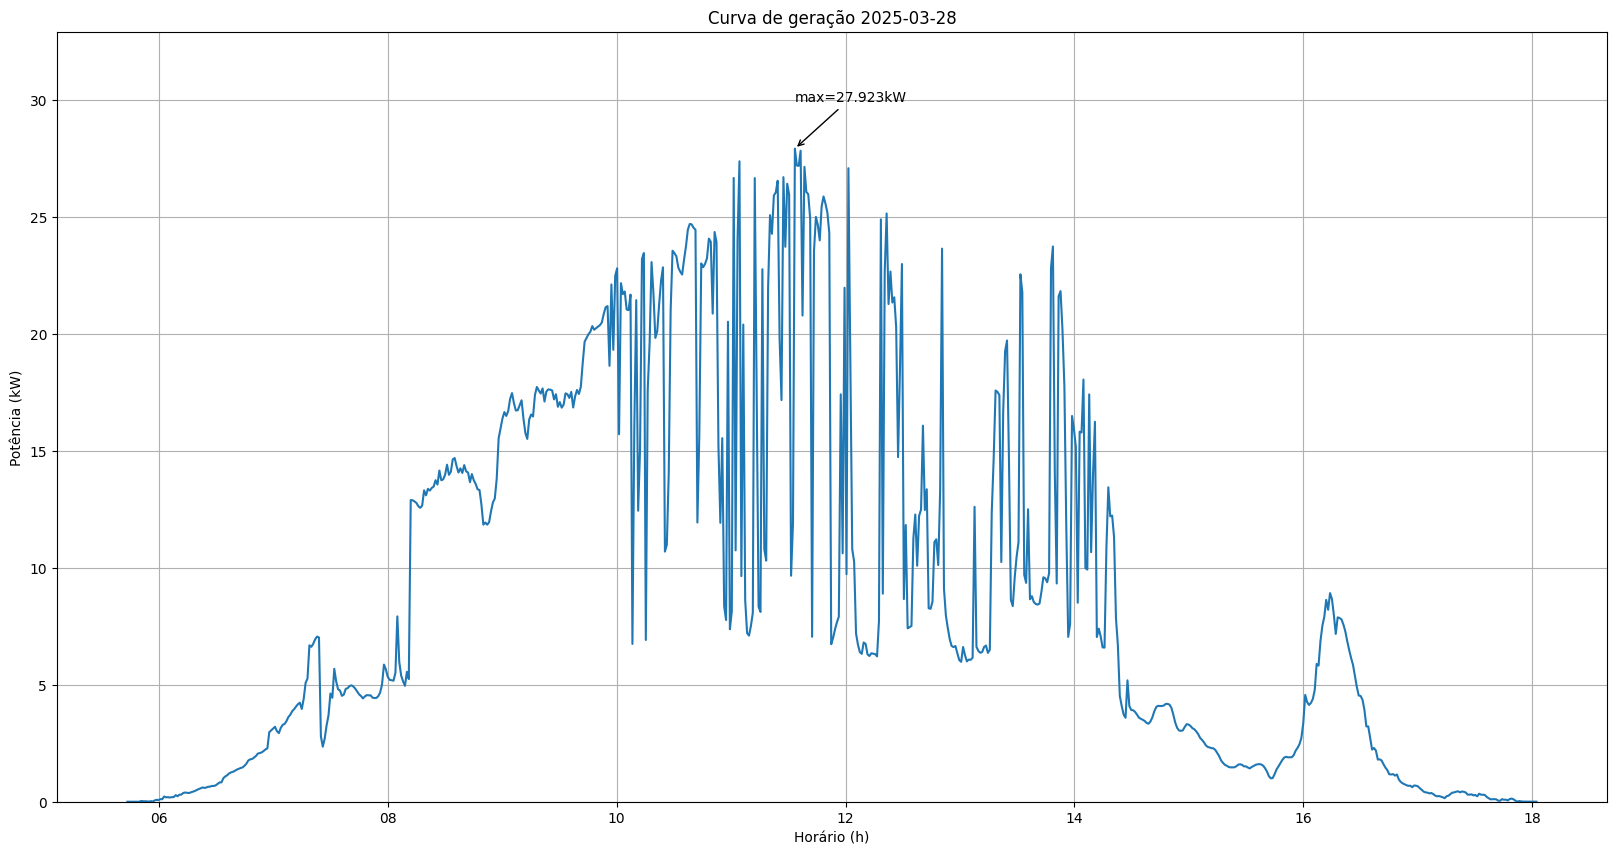 Curva de geração 2025-03-28
max=27.923kW
Potência (kW)
30
25
20
15
10
5
0
06 08 10 12 14 16 18
Horário (h)